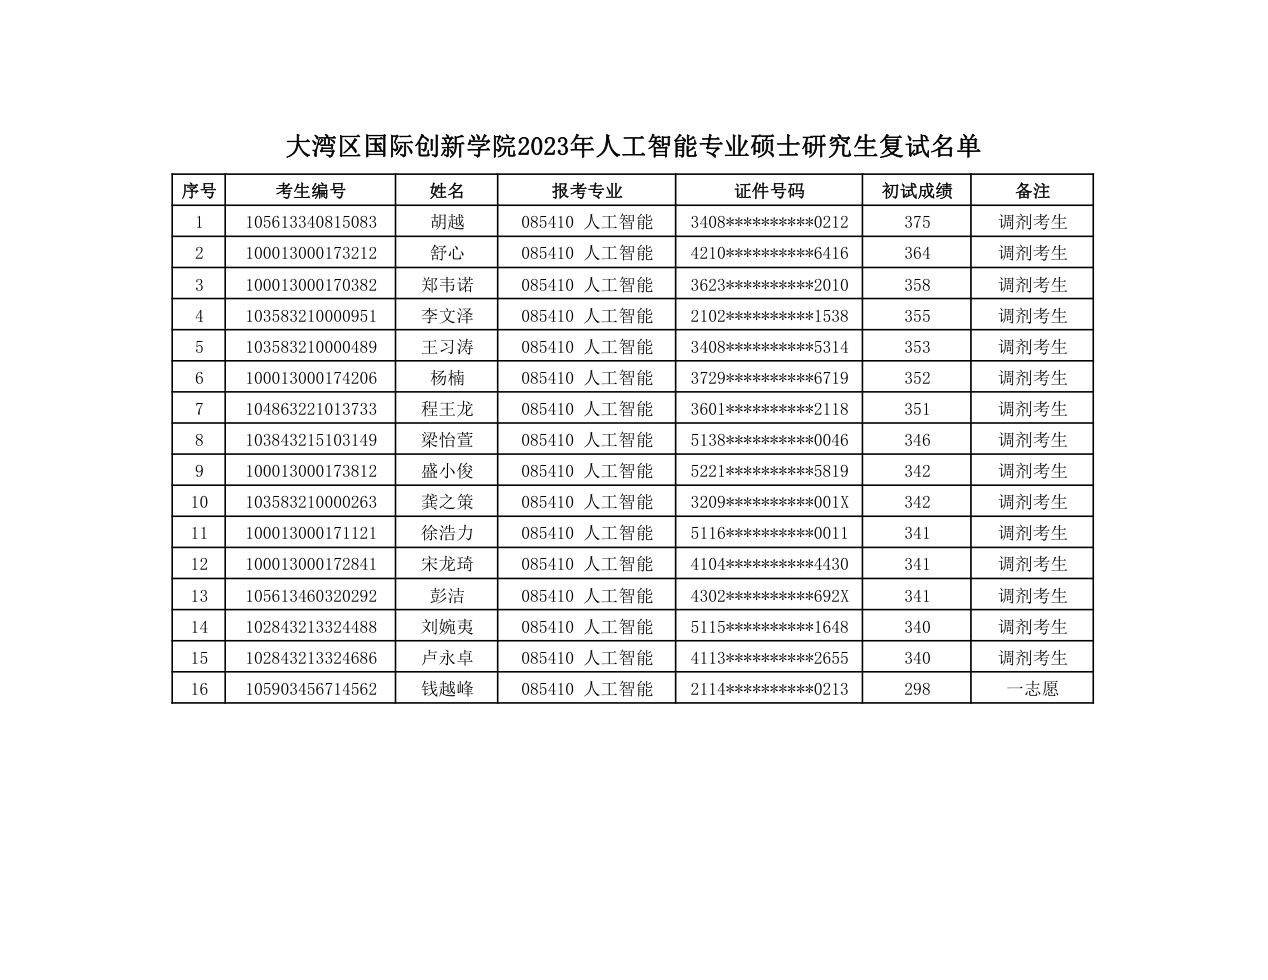 大湾区国际创新学院2023年人工智能专业硕士研究生复试名单
序号 考生编号 姓名 报考专业 证件号码 初试成绩 备注
1 105613340815083 胡越 085410 人工智能 3408**********0212 375 调剂考生
2 100013000173212 舒心 085410 人工智能 4210**********6416 364 调剂考生
3 100013000170382 郑韦诺 085410 人工智能 3623**********2010 358 调剂考生
4 103583210000951 李文泽 085410 人工智能 2102**********1538 355 调剂考生
5 103583210000489 王习涛 085410 人工智能 3408**********5314 353 调剂考生
6 100013000174206 杨楠 085410 人工智能 3729**********6719 352 调剂考生
7 104863221013733 程王龙 085410 人工智能 3601**********2118 351 调剂考生
8 103843215103149 梁怡萱 085410 人工智能 5138**********0046 346 调剂考生
9 100013000173812 盛小俊 085410 人工智能 5221**********5819 342 调剂考生
10 103583210000263 龚之策 085410 人工智能 3209**********001X 342 调剂考生
11 100013000171121 徐浩力 085410 人工智能 5116**********0011 341 调剂考生
12 100013000172841 宋龙琦 085410 人工智能 4104**********4430 341 调剂考生
13 105613460320292 彭洁 085410 人工智能 4302**********692X 341 调剂考生
14 102843213324488 刘婉夷 085410 人工智能 5115**********1648 340 调剂考生
15 102843213324686 卢永卓 085410 人工智能 4113**********2655 340 调剂考生
16 105903456714562 钱越峰 085410 人工智能 2114**********0213 298 一志愿